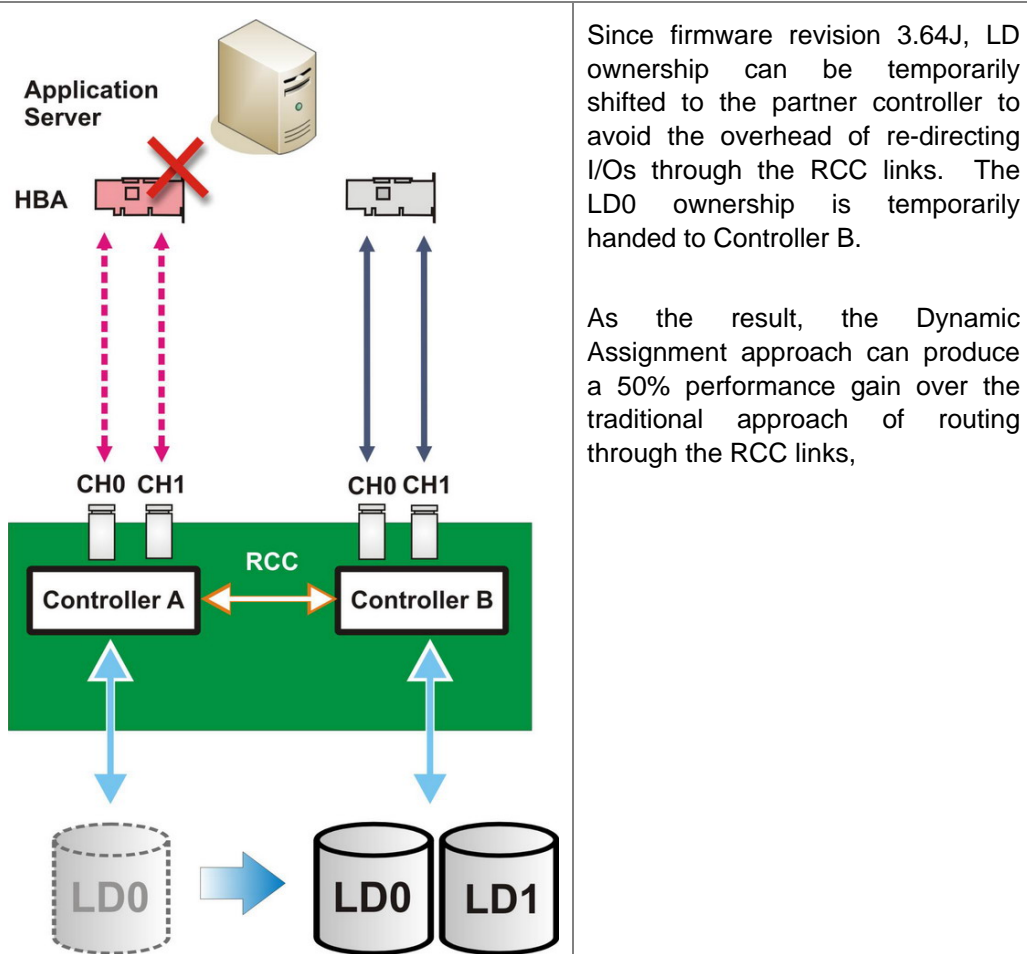 Application
Server
HBA
CH0 CH1
CH0 CH1
RCC
Controller A
Controller B
LD0
LD0
LD1
Since firmware revision 3.64J, LD
ownership can be temporarily
shifted to the partner controller to
avoid the overhead of re-directing
I/Os through the RCC links. The
LD0 ownership is temporarily
handed to Controller B.
As the result, the Dynamic
Assignment approach can produce
a 50% performance gain over the
traditional approach of routing
through the RCC links,